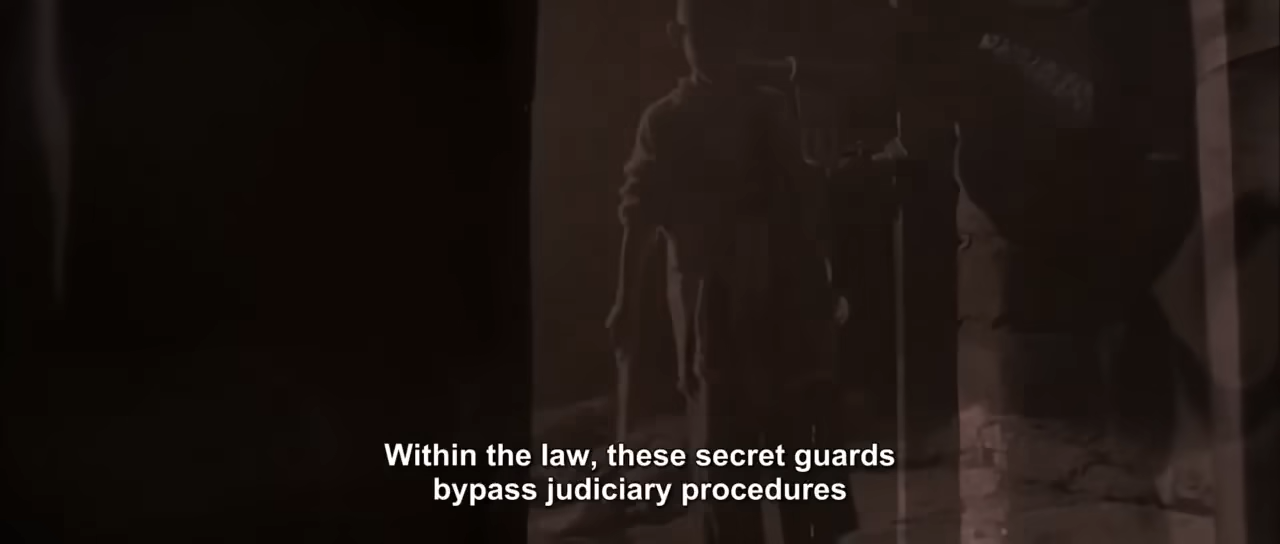 Within the law, these secret guards
bypass judiciary procedures